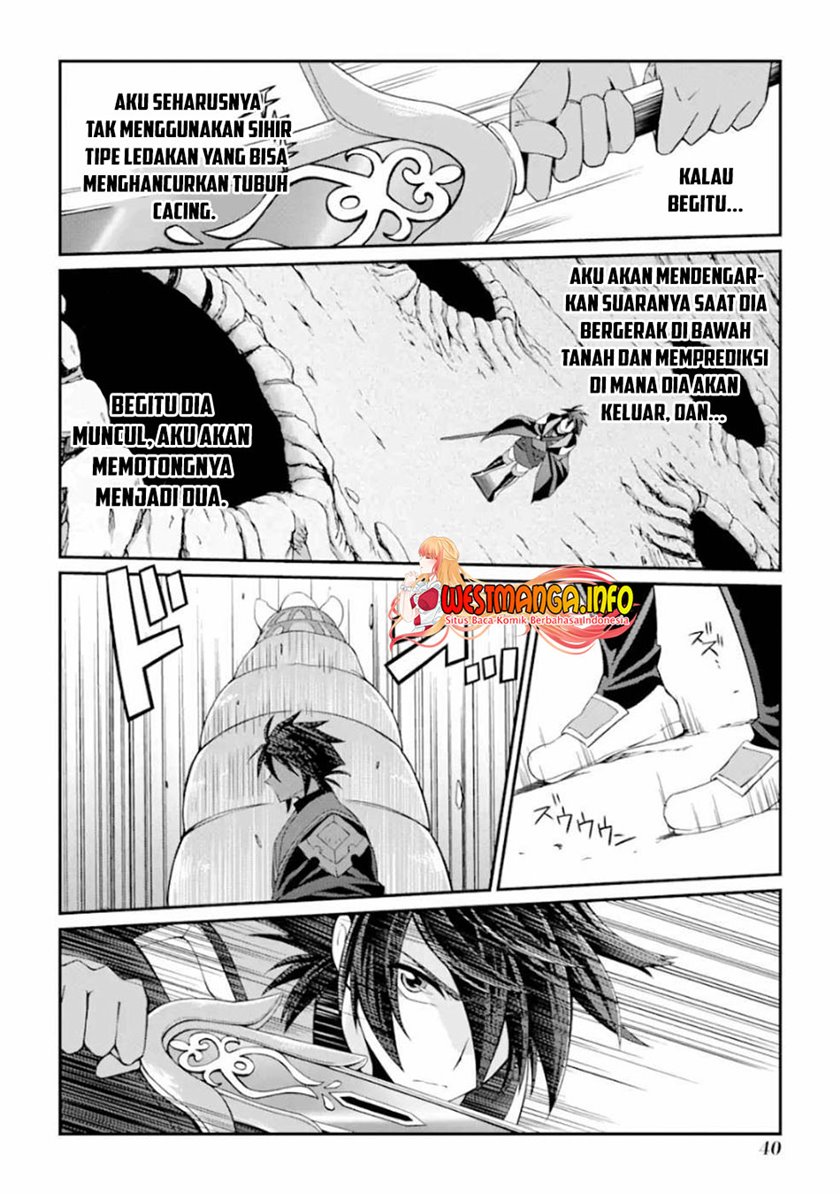 KALAU
BEGITU...
AKU SEHARUSNYA
TAK MENGGUNAKAN SIHIR
TIPE LEDAKAN YANG BISA
MENGHANCURKAN TUBUH
CACING.
AKU AKAN MENDENGAR-
KAN SUARANYA SAAT DIA
BERGERAK DI BAWAH
TANAH DAN MEMPREDIKSI
DI MANA DIA AKAN
KELUAR, DAN...
BEGITU DIA
MUNCUL, AKU AKAN
MEMOTONGNYA
MENJADI DUA.
WESTMANGA.INFO
Situs Baca Komik Berbahasa Indonesia
ズズ
ズウウウン
ドドッ
40